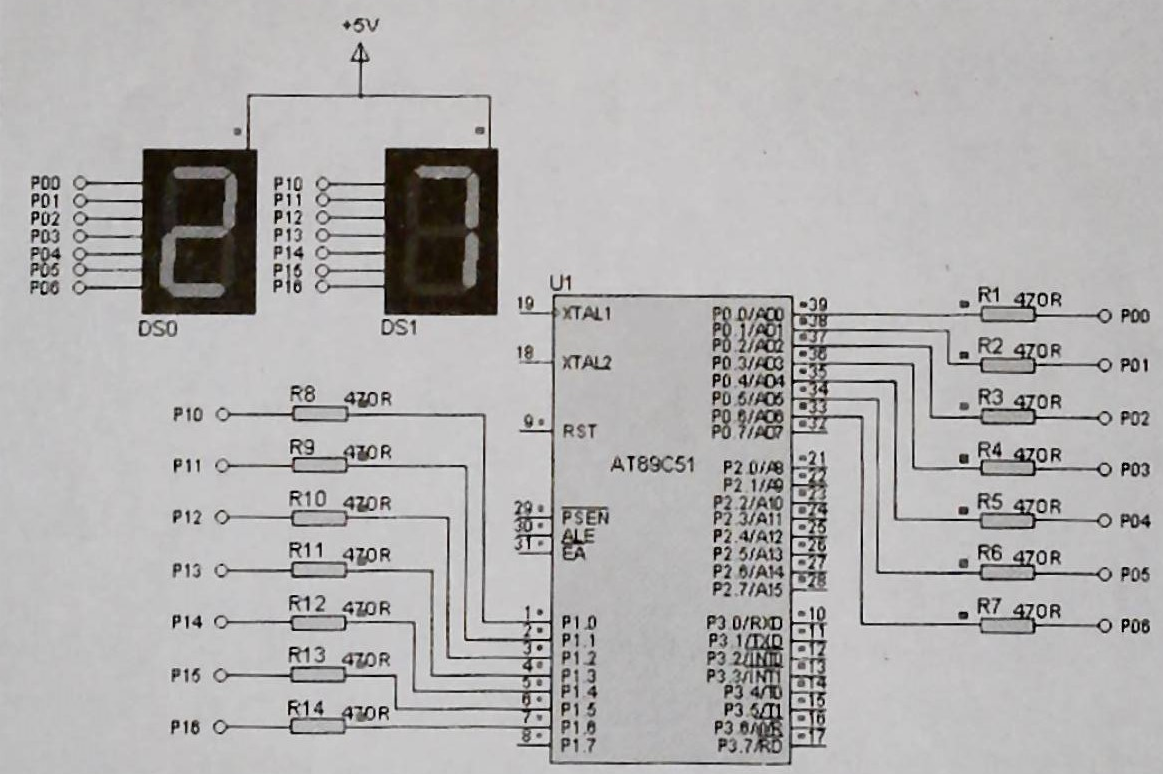 +5V
P00
P01
P02
P03
P04
P05
P06
DS0
P10
P11
P12
P13
P14
P15
P16
DS1
U1
19 XTAL1
18 XTAL2
9 RST
29 PSEN
30 ALE
31 EA
1 P1.0
2 P1.1
3 P1.2
4 P1.3
5 P1.4
6 P1.5
7 P1.6
8 P1.7
AT89C51
P0.0/AD0 39
P0.1/AD1 38
P0.2/AD2 37
P0.3/AD3 36
P0.4/AD4 35
P0.5/AD5 34
P0.6/AD6 33
P0.7/AD7 32
P2.0/A8 21
P2.1/A9 22
P2.2/A10 23
P2.3/A11 24
P2.4/A12 25
P2.5/A13 26
P2.6/A14 27
P2.7/A15 28
P3.0/RXD 10
P3.1/TXD 11
P3.2/INT0 12
P3.3/INT1 13
P3.4/T0 14
P3.5/T1 15
P3.6/WR 16
P3.7/RD 17
R1 470R P00
R2 470R P01
R3 470R P02
R4 470R P03
R5 470R P04
R6 470R P05
R7 470R P06
P10 R8 470R
P11 R9 470R
P12 R10 470R
P13 R11 470R
P14 R12 470R
P15 R13 470R
P16 R14 470R